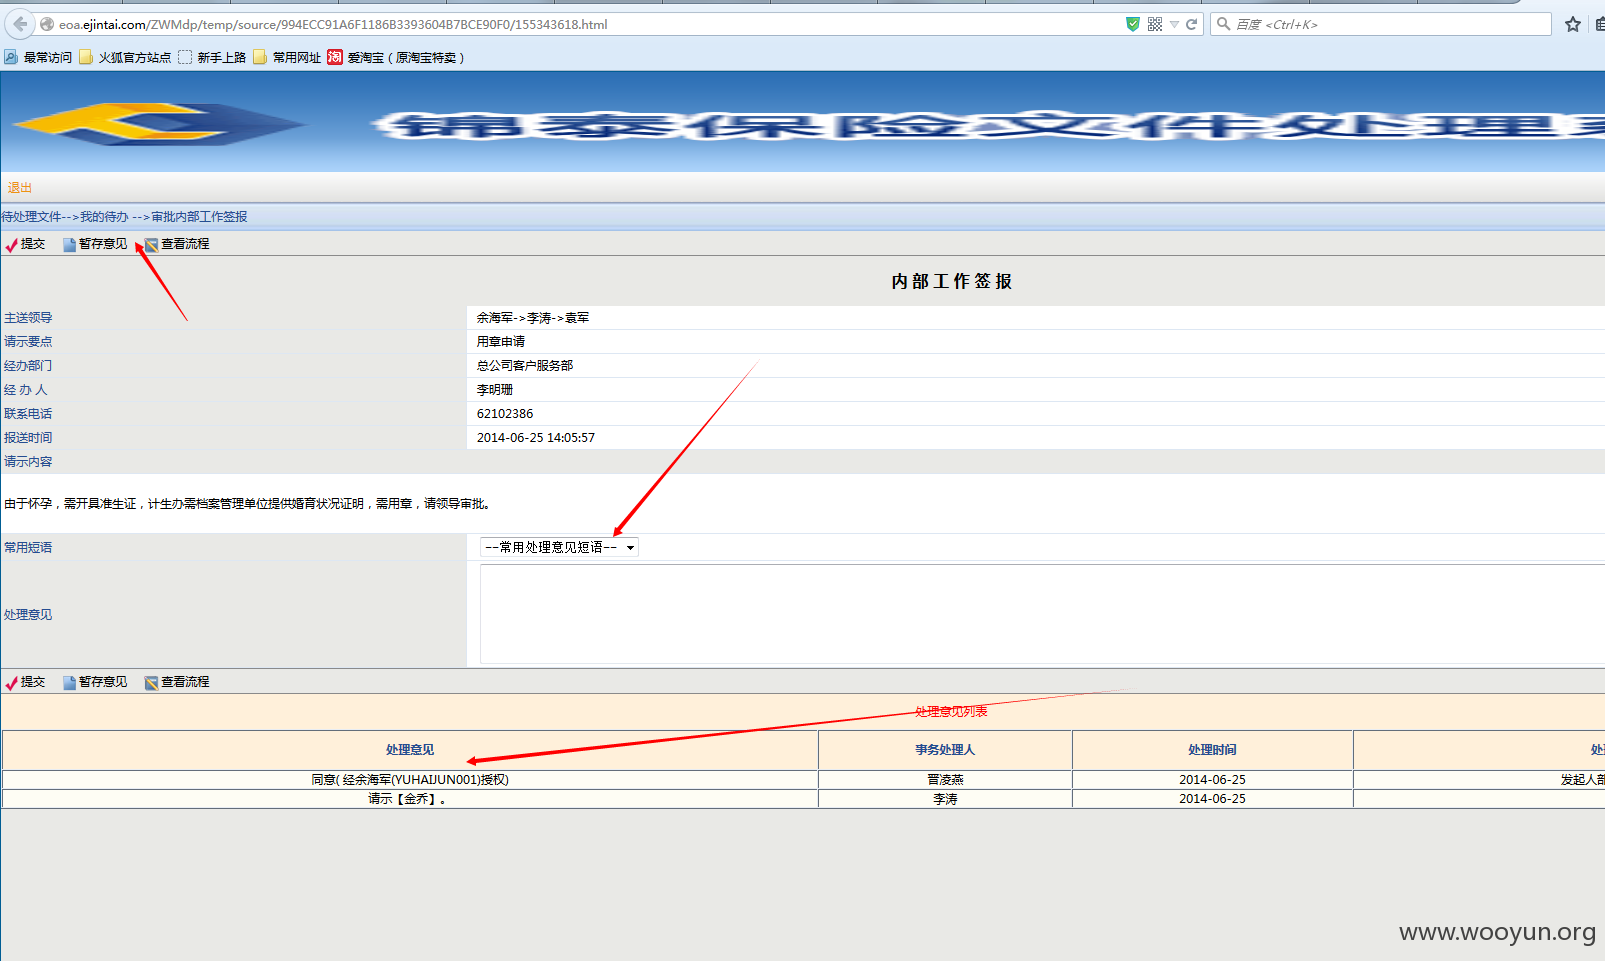 eoa.ejintai.com/ZWMdp/temp/source/994ECC91A6F1186B3393604B7BCE90F0/155343618.html
百度 <Ctrl+K>
最常访问 火狐官方站点 新手上路 常用网址 淘 爱淘宝（原淘宝特卖）
锦泰保险文件处理
退出
待处理文件-->我的待办 -->审批内部工作签报
提交 暂存意见 查看流程
内部工作签报
主送领导 余海军->李涛->袁军
请示要点 用章申请
经办部门 总公司客户服务部
经 办 人 李明珊
联系电话 62102386
报送时间 2014-06-25 14:05:57
请示内容
由于怀孕，需开具准生证，计生办需档案管理单位提供婚育状况证明，需用章，请领导审批。
常用短语 --常用处理意见短语--
处理意见
提交 暂存意见 查看流程
处理意见列表
处理意见 事务处理人 处理时间
同意( 经余海军(YUHAIJUN001)授权) 晋凌燕 2014-06-25 发起人部
请示【金乔】。 李涛 2014-06-25
www.wooyun.org